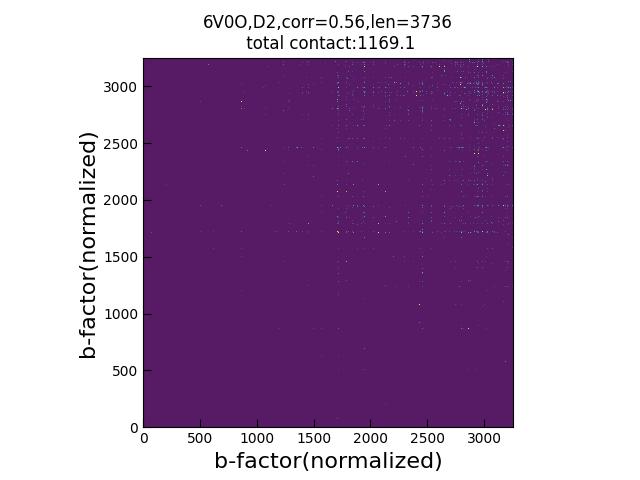 6V0O,D2,corr=0.56,len=3736
total contact:1169.1
3000
2500
2000
1500
1000
500
0
b-factor(normalized)
0 500 1000 1500 2000 2500 3000
b-factor(normalized)